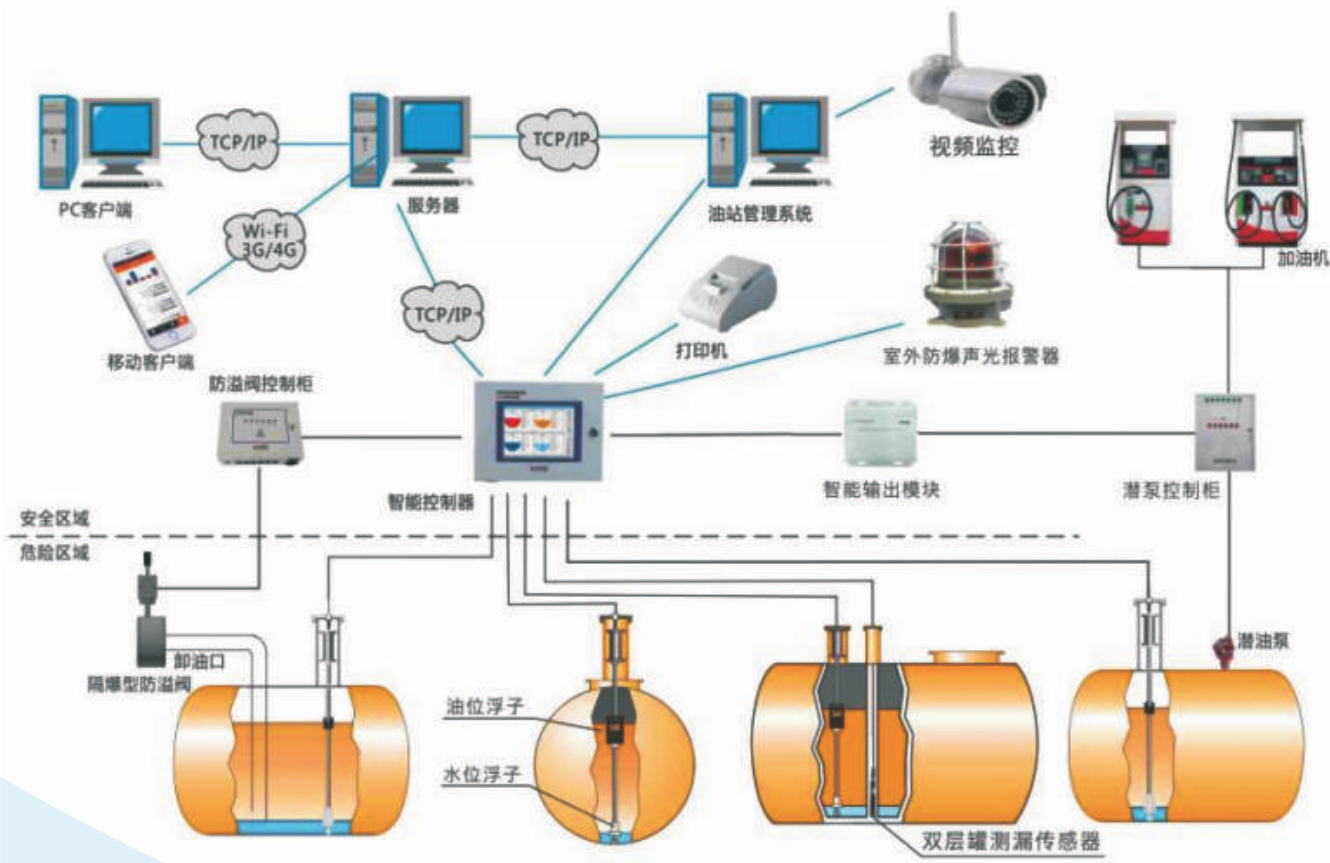 TCP/IP
TCP/IP
视频监控
PC客户端
服务器
油站管理系统
Wi-Fi
3G/4G
加油机
TCP/IP
打印机
移动客户端
室外防爆声光报警器
防溢阀控制柜
智能控制器
智能输出模块
潜泵控制柜
安全区域
危险区域
卸油口
隔爆型防溢阀
潜油泵
油位浮子
水位浮子
双层罐测漏传感器